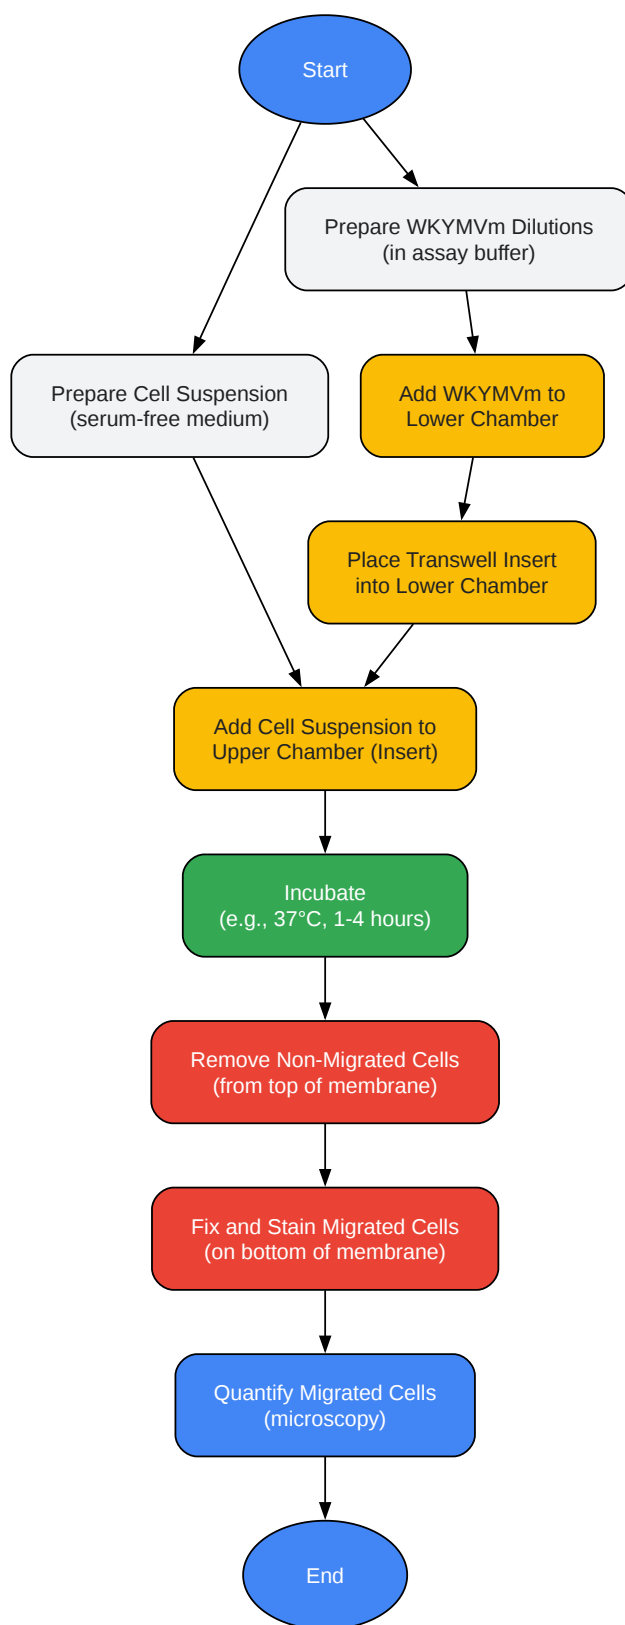 Start
Prepare WKYMVm Dilutions
(in assay buffer)
Prepare Cell Suspension
(serum-free medium)
Add WKYMVm to
Lower Chamber
Place Transwell Insert
into Lower Chamber
Add Cell Suspension to
Upper Chamber (Insert)
Incubate
(e.g., 37°C, 1-4 hours)
Remove Non-Migrated Cells
(from top of membrane)
Fix and Stain Migrated Cells
(on bottom of membrane)
Quantify Migrated Cells
(microscopy)
End